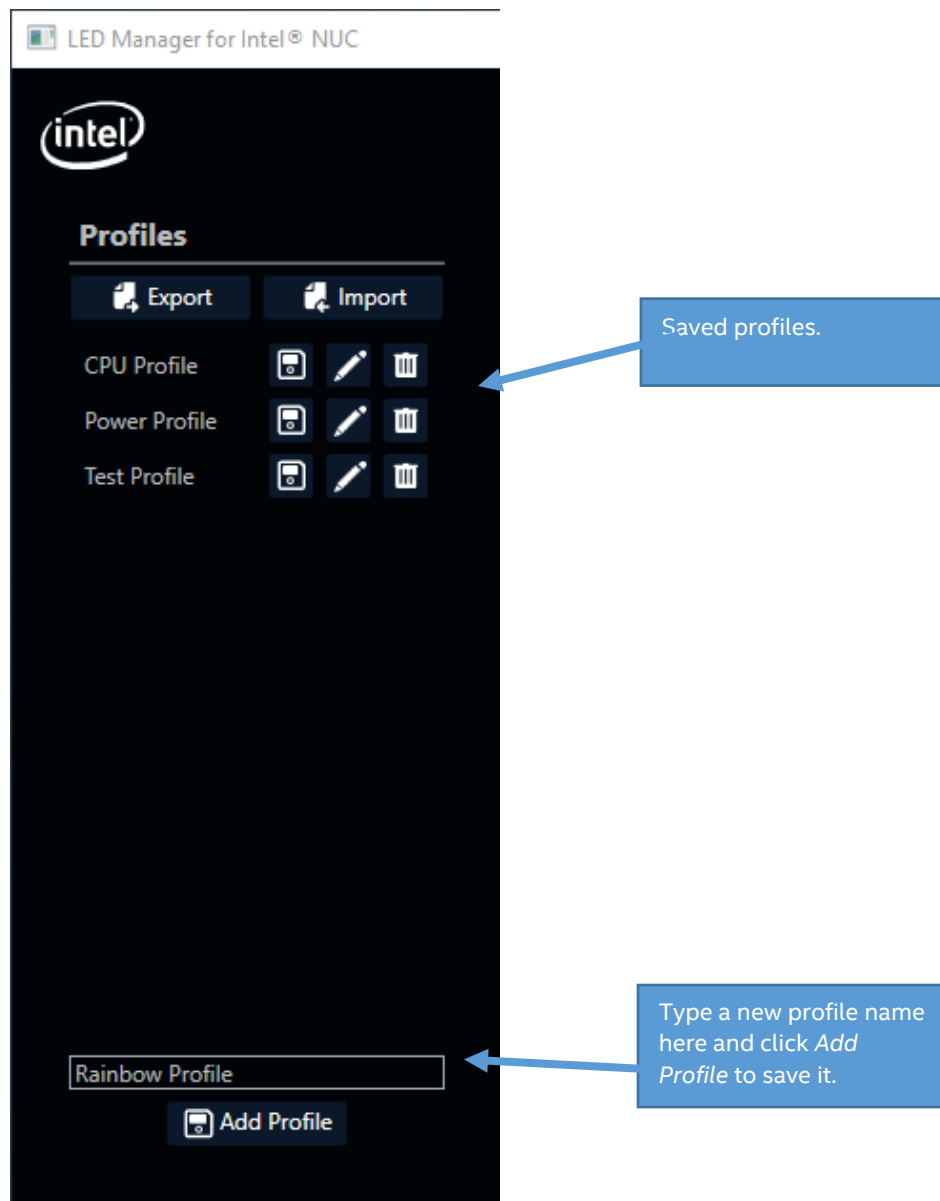 LED Manager for Intel® NUC
intel
Profiles
Export
Import
Saved profiles.
CPU Profile
Power Profile
Test Profile
Type a new profile name
here and click Add
Profile to save it.
Rainbow Profile
Add Profile